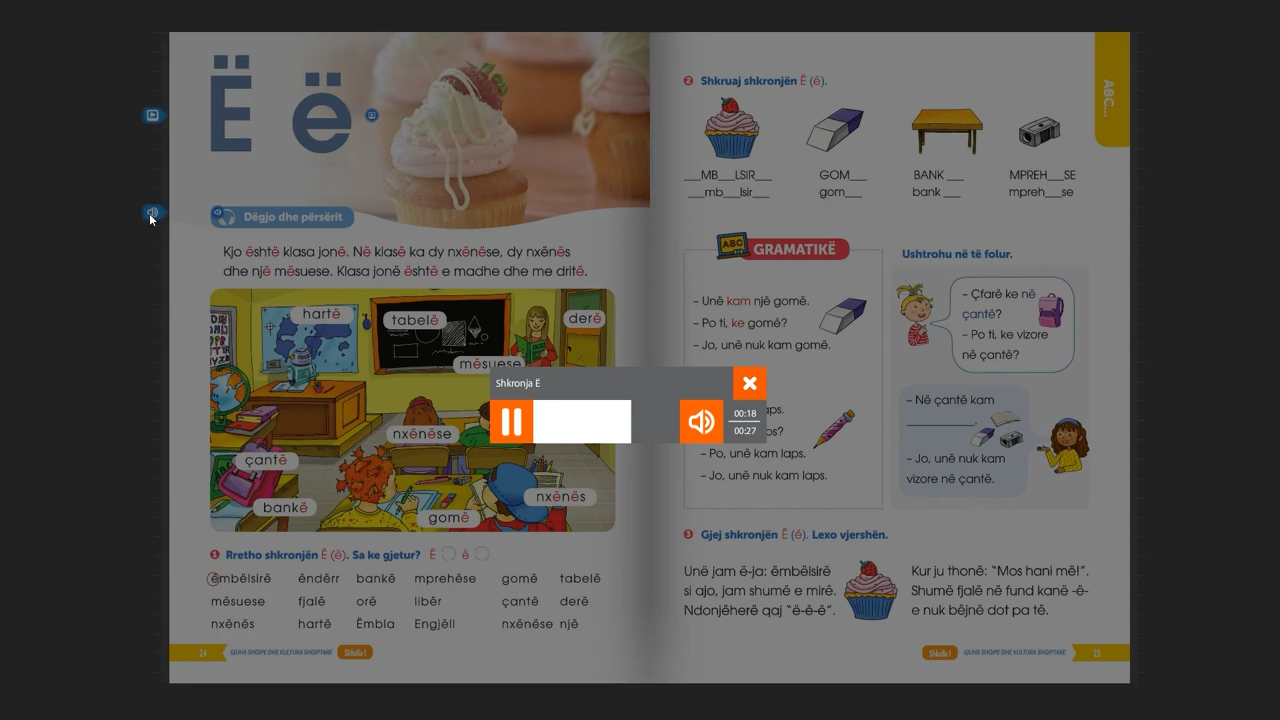 Ë ë
Dëgjo dhe përsërit
Kjo është klasa jonë. Në klasë ka dy nxënëse, dy nxënës
dhe një mësuese. Klasa jonë është e madhe dhe me dritë.
hartë
tabelë
derë
mësuese
nxënëse
çantë
nxënës
bankë
gomë
1 Rretho shkronjën Ë (ë). Sa ke gjetur? Ë ë
ëmbëlsirë ëndërr bankë mprehëse gomë tabelë
mësuese fjalë orë libër çantë derë
nxënës hartë Ëmbla Engjëll nxënëse një
24 GJUHA SHQIPE DHE KULTURA SHQIPTARE Shkalla I
ABC...
2 Shkruaj shkronjën Ë (ë).
___MB___LSIR___ GOM___ BANK ___ MPREH___SE
___mb___lsir___ gom___ bank ___ mpreh___se
ABC GRAMATIKË
– Unë kam një gomë.
– Po ti, ke gomë?
– Jo, unë nuk kam gomë.
– Po, unë kam laps.
– Jo, unë nuk kam laps.
Ushtrohu në të folur.
– Çfarë ke në
çantë?
– Po ti, ke vizore
në çantë?
– Në çantë kam
____________.
– Jo, unë nuk kam
vizore në çantë.
3 Gjej shkronjën Ë (ë). Lexo vjershën.
Unë jam ë-ja: ëmbëlsirë
si ajo, jam shumë e mirë.
Ndonjëherë qaj “ë-ë-ë”.
Kur ju thonë: “Mos hani më!”.
Shumë fjalë në fund kanë -ë-
e nuk bëjnë dot pa të.
Shkalla I GJUHA SHQIPE DHE KULTURA SHQIPTARE 25
Shkronja Ë
00:18
00:27